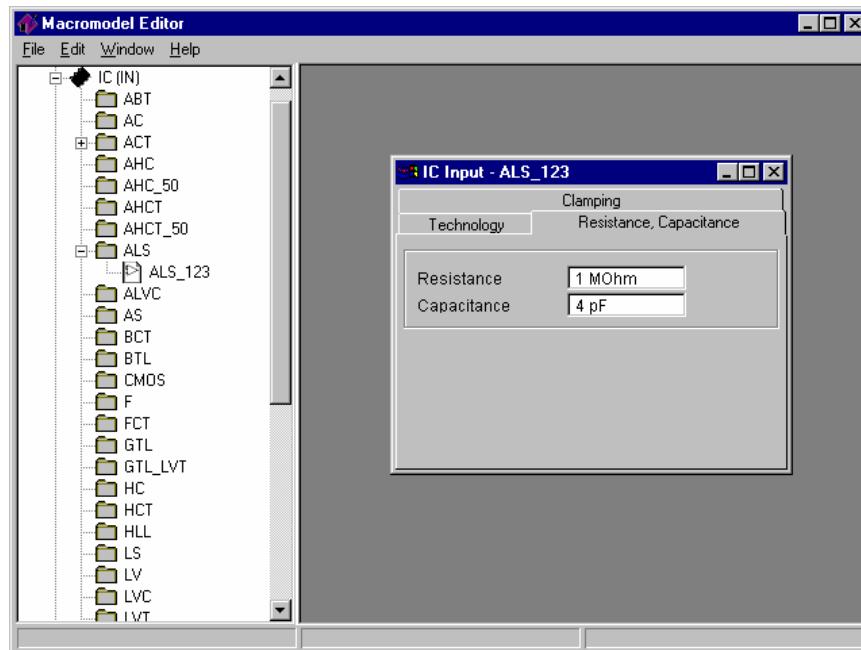 Macromodel Editor
File Edit Window Help
IC (IN)
ABT
AC
ACT
AHC
AHC_50
AHCT
AHCT_50
ALS
ALS_123
ALVC
AS
BCT
BTL
CMOS
F
FCT
GTL
GTL_LVT
HC
HCT
HLL
LS
LV
LVC
LVT
IC Input - ALS_123
Clamping
Technology Resistance, Capacitance
Resistance 1 MOhm
Capacitance 4 pF